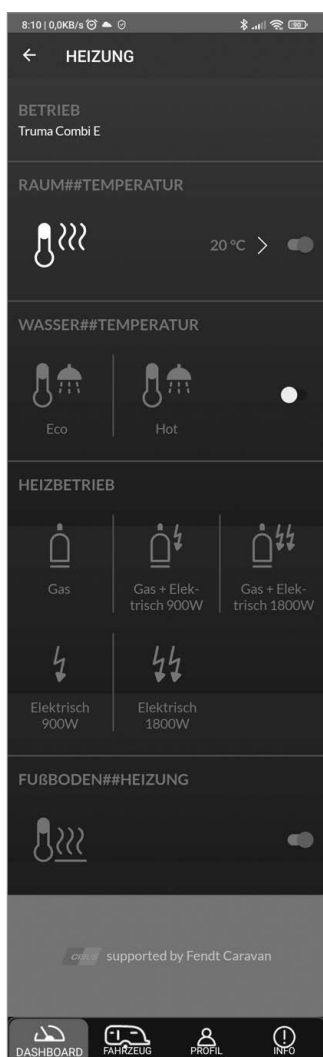 8:10 | 0,0KB/s
90
HEIZUNG
BETRIEB
Truma Combi E
RAUM##TEMPERATUR
20 °C
WASSER##TEMPERATUR
Eco
Hot
HEIZBETRIEB
Gas
Gas + Elek-
trisch 900W
Gas + Elek-
trisch 1800W
Elektrisch
900W
Elektrisch
1800W
FUßBODEN##HEIZUNG
supported by Fendt Caravan
DASHBOARD
FAHRZEUG
PROFIL
INFO